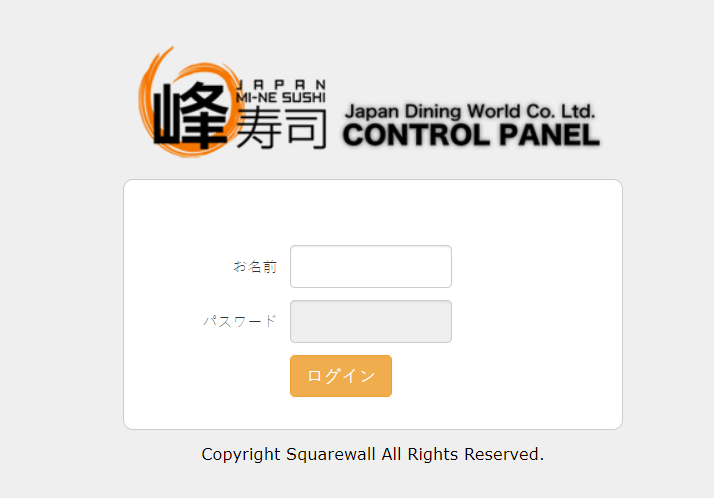 峰
JAPAN
MI-NE SUSHI
寿司
Japan Dining World Co. Ltd.
CONTROL PANEL
お名前
パスワード
ログイン
Copyright Squarewall All Rights Reserved.